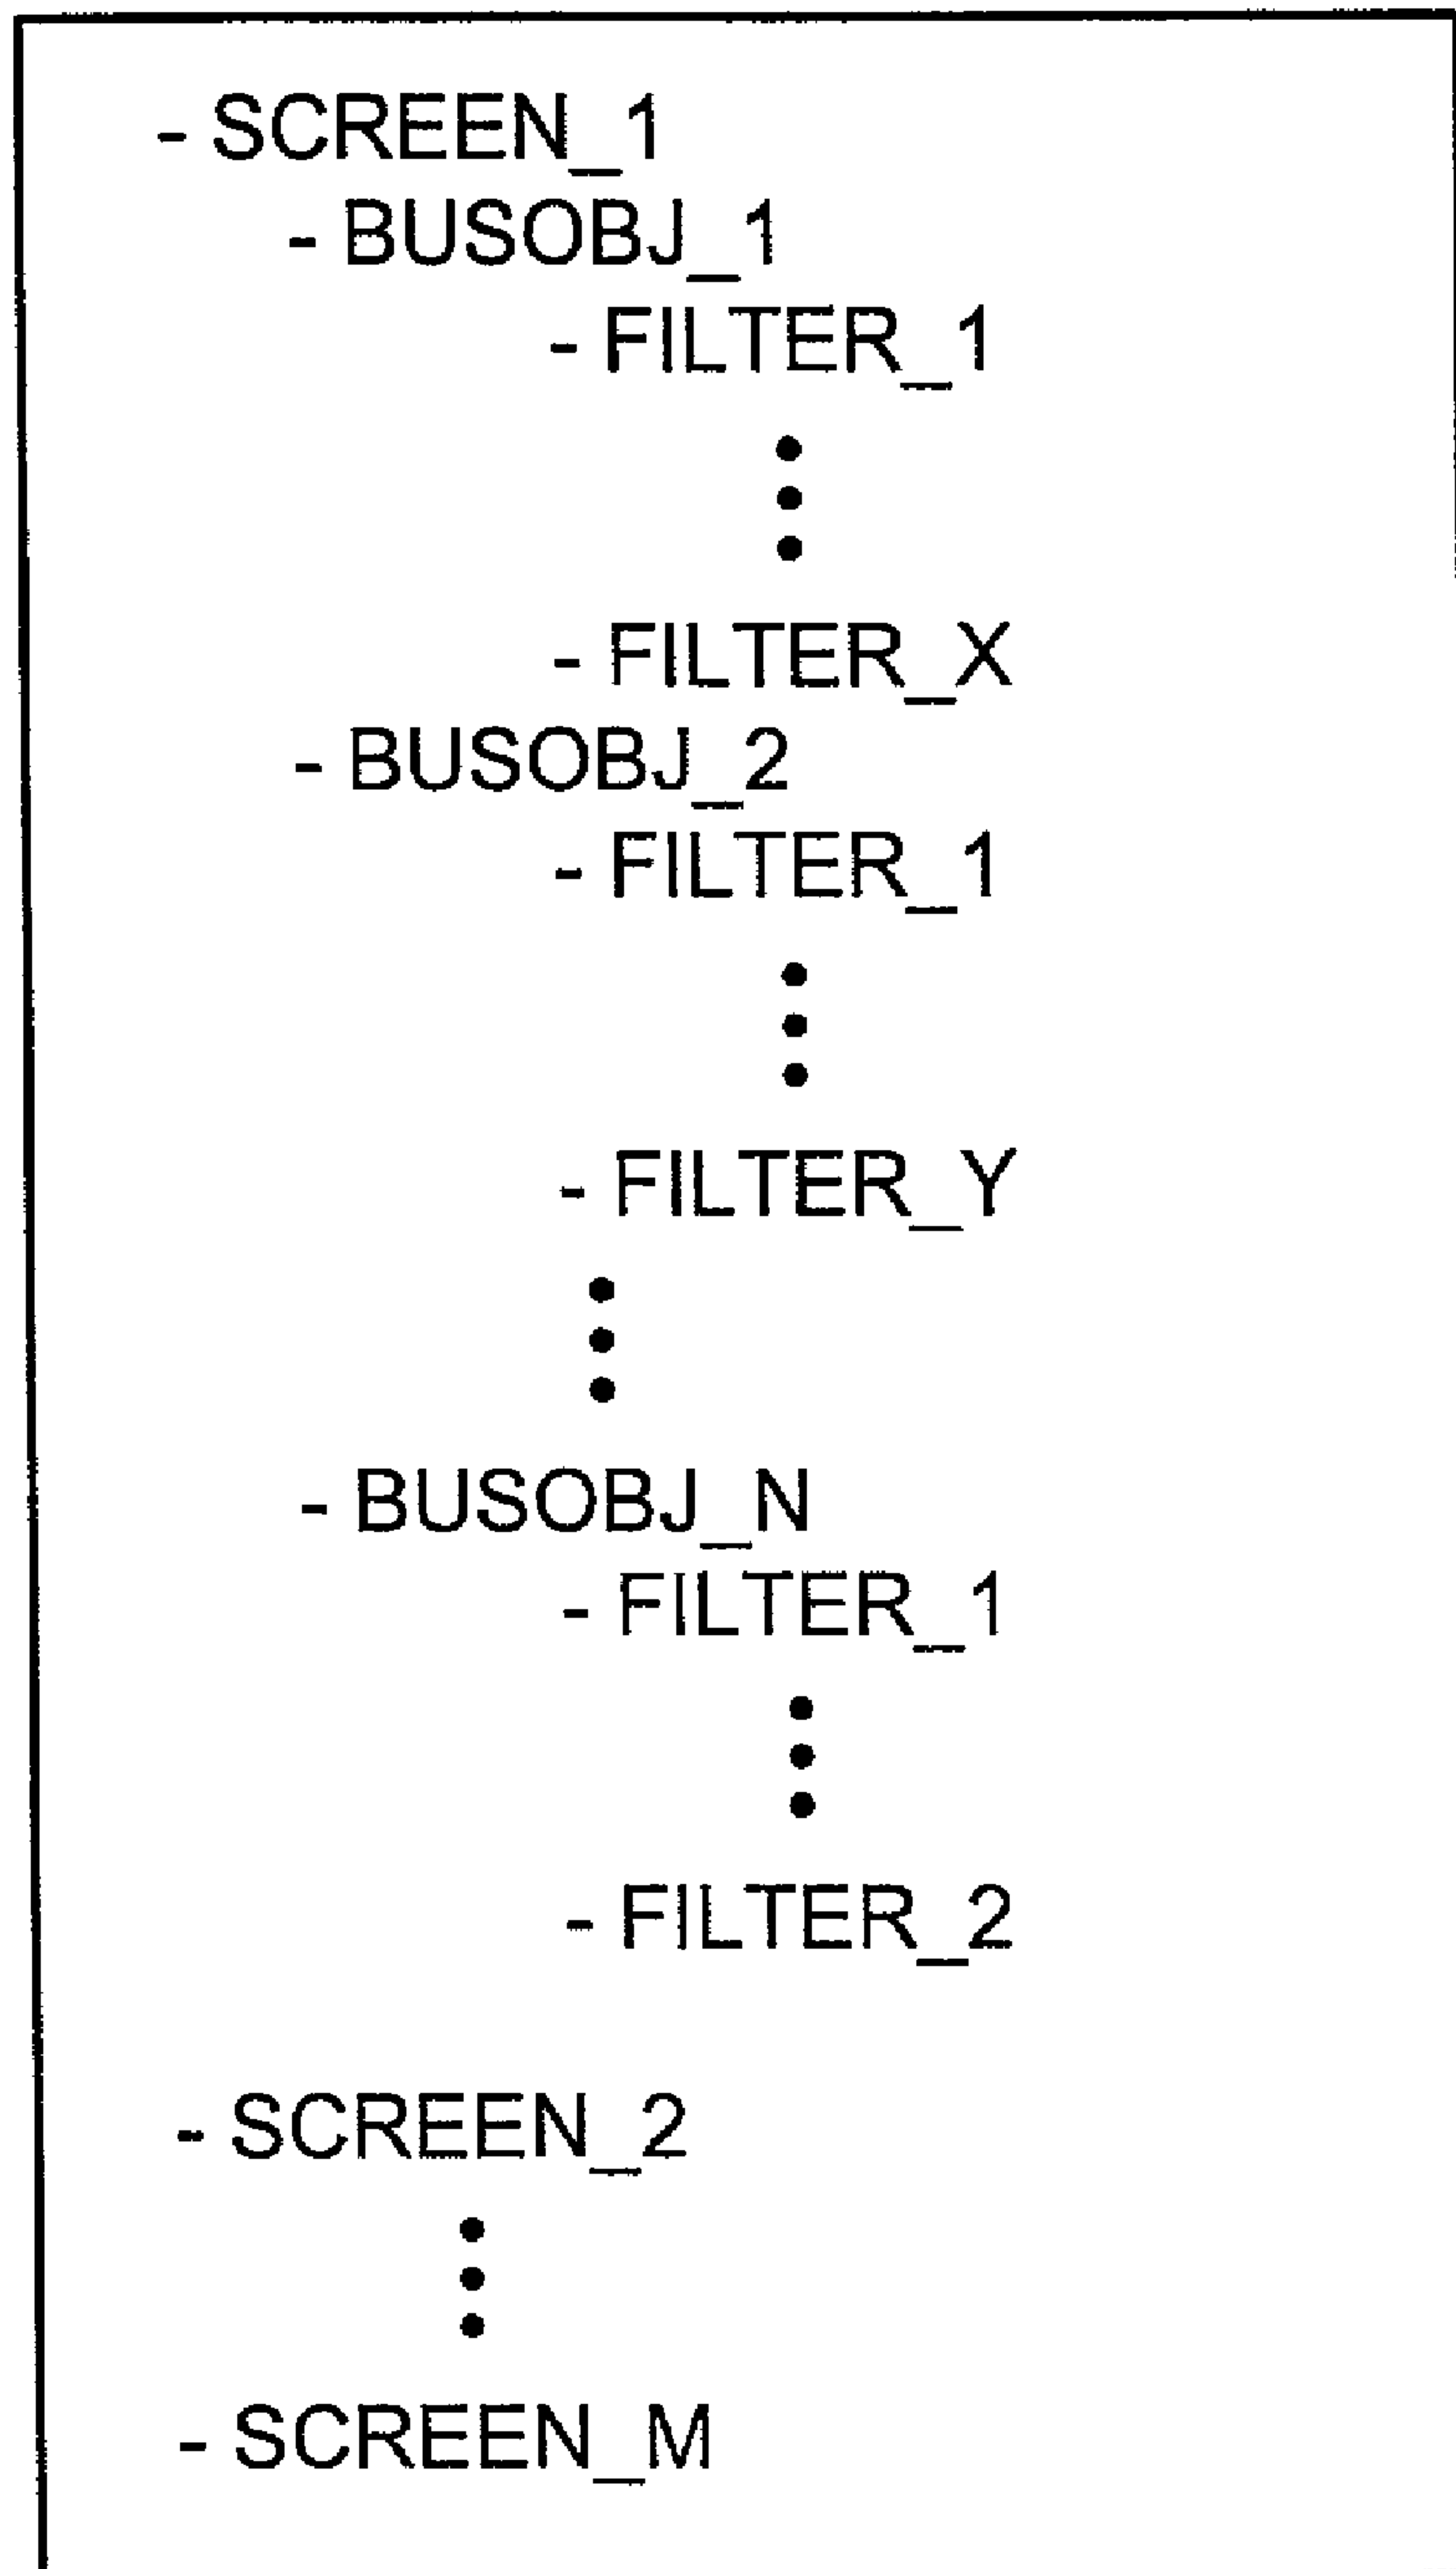 - SCREEN_1
- BUSOBJ_1
- FILTER_1
- FILTER_X
- BUSOBJ_2
- FILTER_1
- FILTER_Y
- BUSOBJ_N
- FILTER_1
- FILTER_2
- SCREEN_2
- SCREEN_M